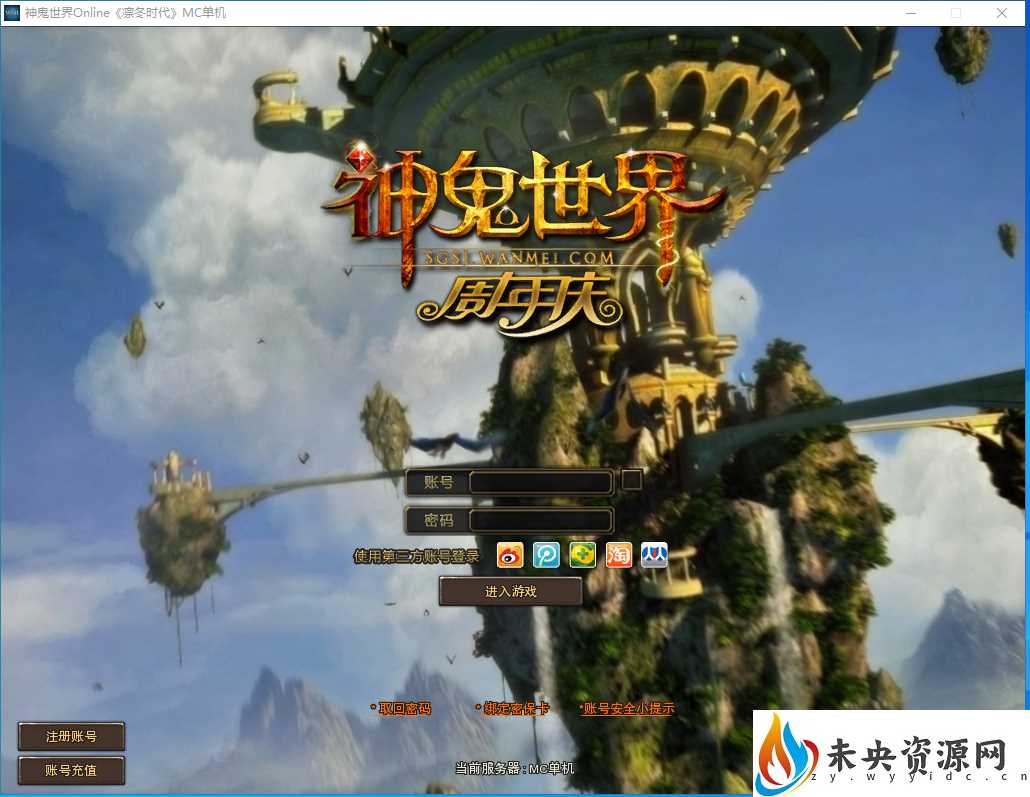 神鬼世界Online《凛冬时代》MC单机
神鬼世界
SGSJ.WANMEI.COM
周年庆
账号
密码
使用第三方账号登录
淘
进入游戏
* 取回密码 * 绑定密保卡 *账号安全小提示
注册账号
账号充值
当前服务器:MC单机
未央资源网
zy.wyyidc.cn